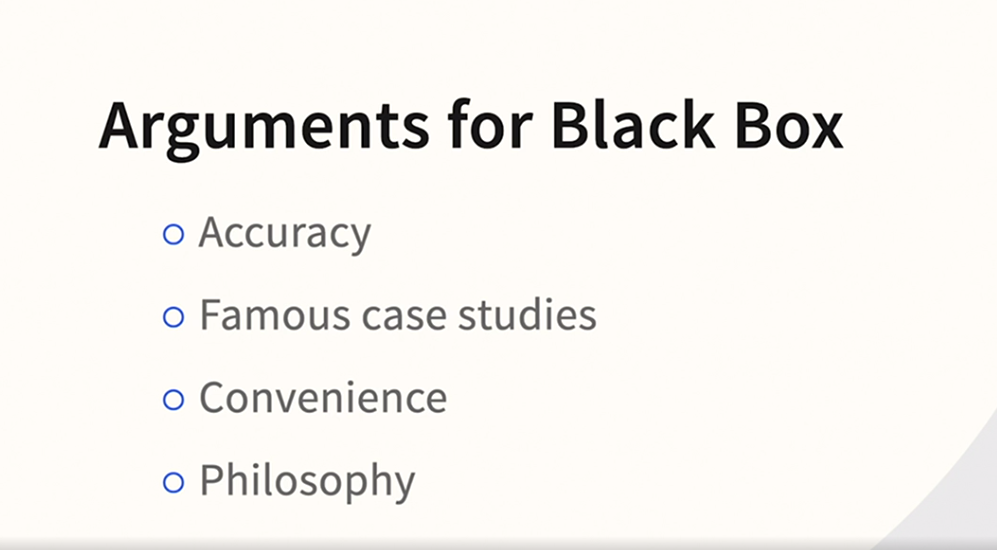 Arguments for Black Box
Accuracy
Famous case studies
Convenience
Philosophy